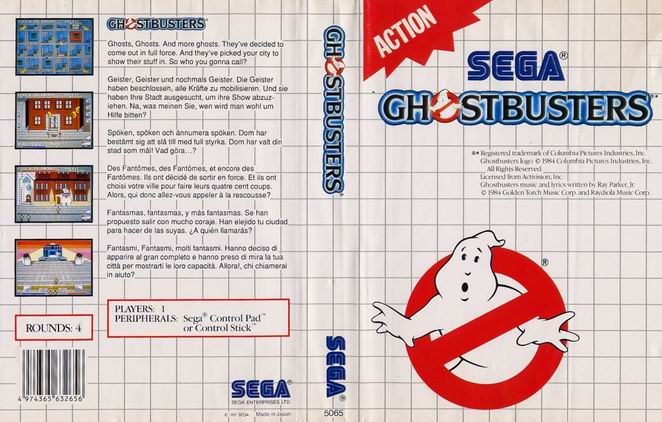 GHOSTBUSTERS
Ghosts, Ghosts. And more ghosts. They've decided to
come out in full force. And they've picked your city to
show their stuff in. So who you gonna call?
Geister, Geister und nochmals Geister. Die Geister
haben beschlossen, alle Kräfte zu mobilisieren. Und sie
haben Ihre Stadt ausgesucht, um ihre Show abzuz-
iehen. Na, was meinen Sie, wen wird man wohl um
Hilfe bitten?
Spöken, spöken och ännumera spöken. Dom har
bestämt sig att slå till med full styrka. Dom har valt din
stad som mål! Vad göra...?
Des Fantômes, des Fantômes, et encore des
Fantômes. Ils ont décidé de sortir en force. Et ils ont
choisi votre ville pour faire leurs quatre cent coups.
Alors, qui donc allez-vous appeler à la rescousse?
Fantasmas, fantasmas, y más fantasmas. Se han
propuesto salir con mucho coraje. Han elejido tu ciudad
para hacer de las suyas. ¿A quién llamarás?
Fantasmi, Fantasmi, molti fantasmi. Hanno deciso di
apparire al gran completo e hanno preso di mira la tua
città per mostrarti le loro capacità. Allora!, chi chiamerai
in aiuto?
ROUNDS: 4
PLAYERS: 1
PERIPHERALS: Sega® Control Pad™
or Control Stick™
4 974365 632656
SEGA®
SEGA ENTERPRISES LTD.
© 1987 SEGA Made in Japan
GHOSTBUSTERS
SEGA®
5065
ACTION
SEGA®
GHOSTBUSTERS
Registered trademark of Columbia Pictures Industries, Inc.
Ghostbusters logo © 1984 Columbia Pictures Industries, Inc.
All Rights Reserved.
Licensed from Activision, Inc.
Ghostbusters music and lyrics written by Ray Parker, Jr.
© 1984 Golden Torch Music Corp. and Raydiola Music Corp.
®